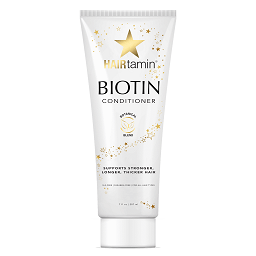 HAIRtamin
BIOTIN
CONDITIONER
BOTANICAL
BLEND
SUPPORTS STRONGER,
LONGER, THICKER HAIR